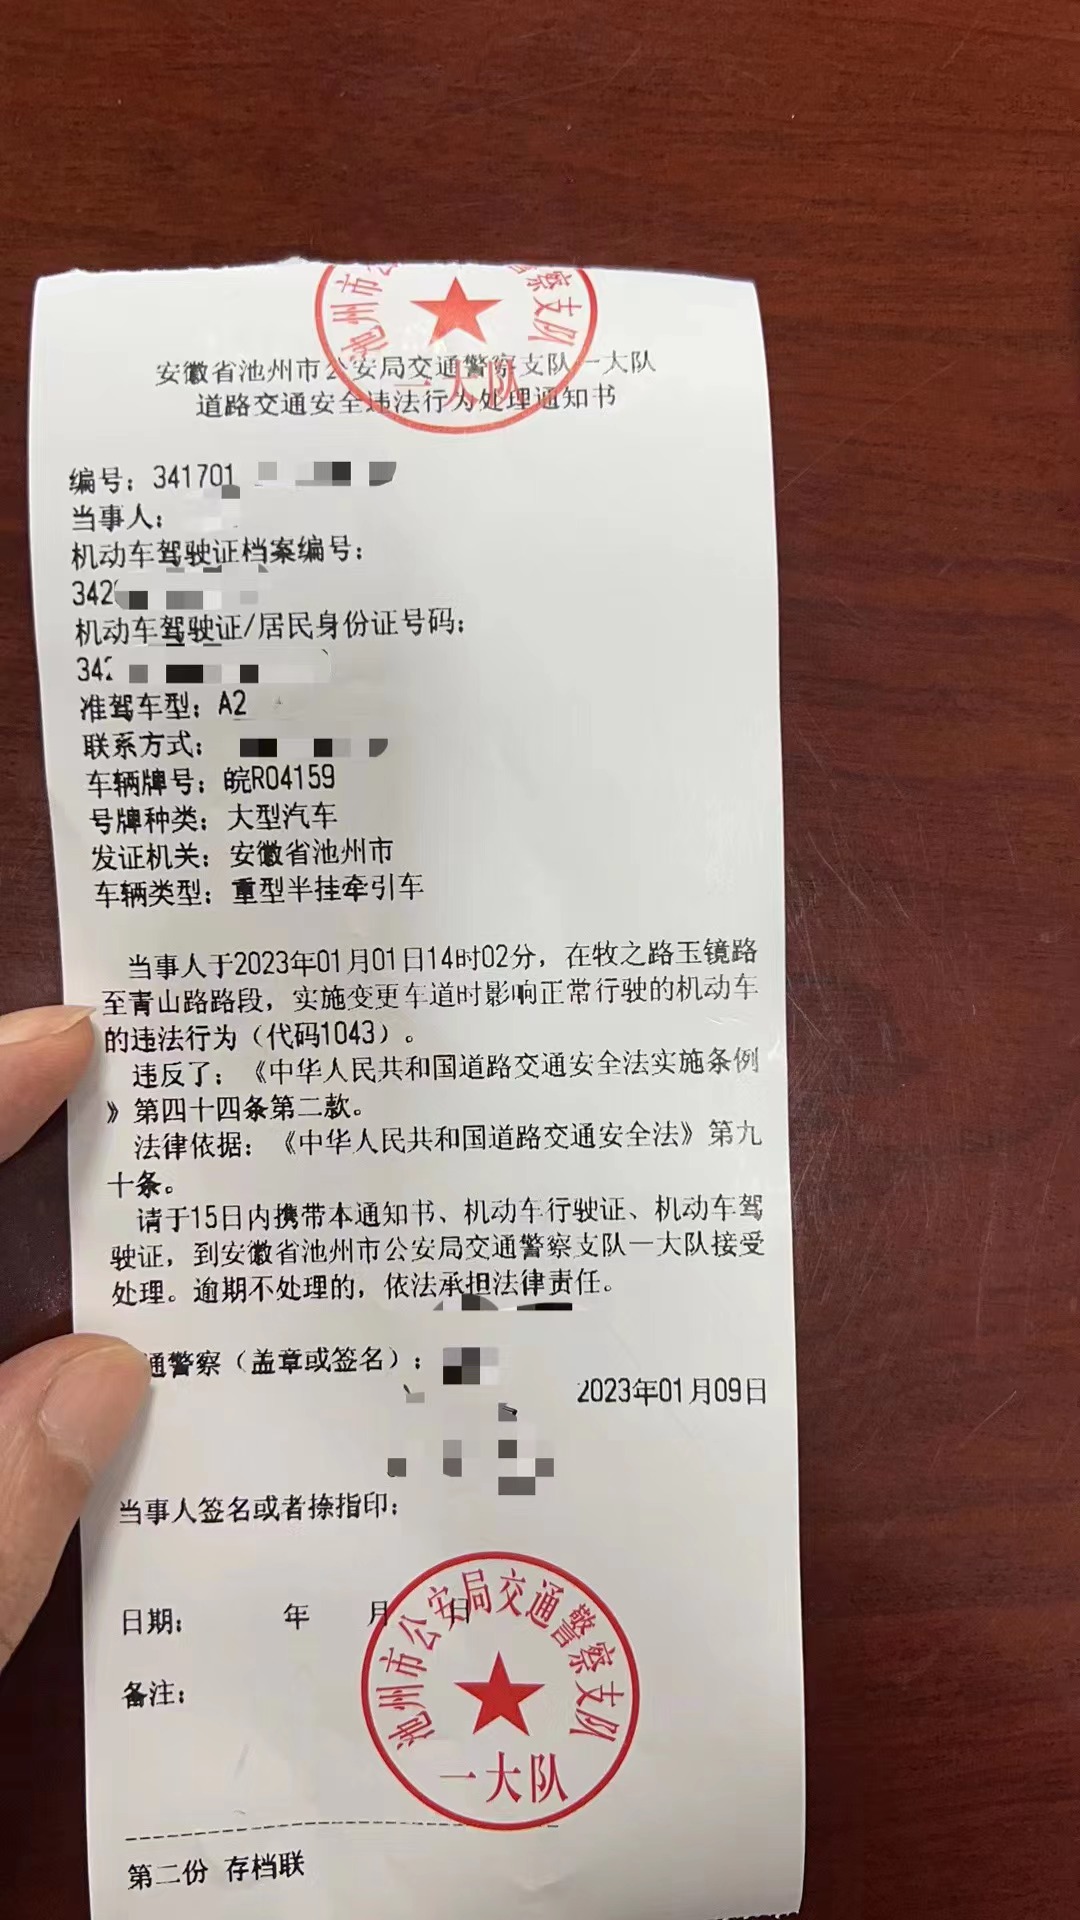 池州市公 警察支队
一大队
安徽省池州市公安局交通警察支队一大队
道路交通安全违法行为处理通知书
编号：341701
当事人：
机动车驾驶证档案编号：
342
机动车驾驶证/居民身份证号码：
342
准驾车型：A2
联系方式：
车辆牌号：皖R04159
号牌种类：大型汽车
发证机关：安徽省池州市
车辆类型：重型半挂牵引车
当事人于2023年01月01日14时02分，在牧之路玉镜路
至青山路路段，实施变更车道时影响正常行驶的机动车
的违法行为（代码1043）。
违反了：《中华人民共和国道路交通安全法实施条例
》第四十四条第二款。
法律依据：《中华人民共和国道路交通安全法》第九
十条。
请于15日内携带本通知书、机动车行驶证、机动车驾
驶证，到安徽省池州市公安局交通警察支队一大队接受
处理。逾期不处理的，依法承担法律责任。
通警察（盖章或签名）：
2023年01月09日
当事人签名或者捺指印：
日期： 年 月 日
备注：
池州市公安局交通警察支队
一大队
第二份 存档联